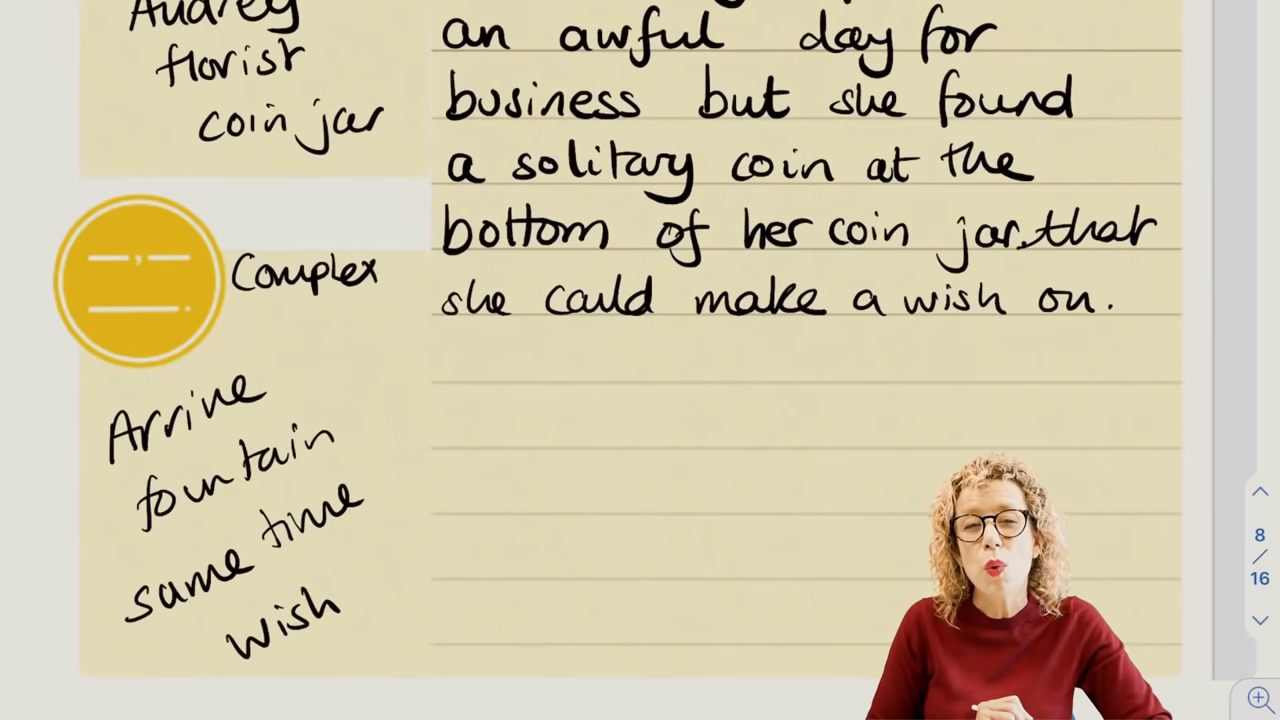 Audrey
florist
coin jar
an awful day for
business but she found
a solitary coin at the
bottom of her coin jar that
she could make a wish on.
Complex
Arrive
fountain
same time
wish
8
/
16